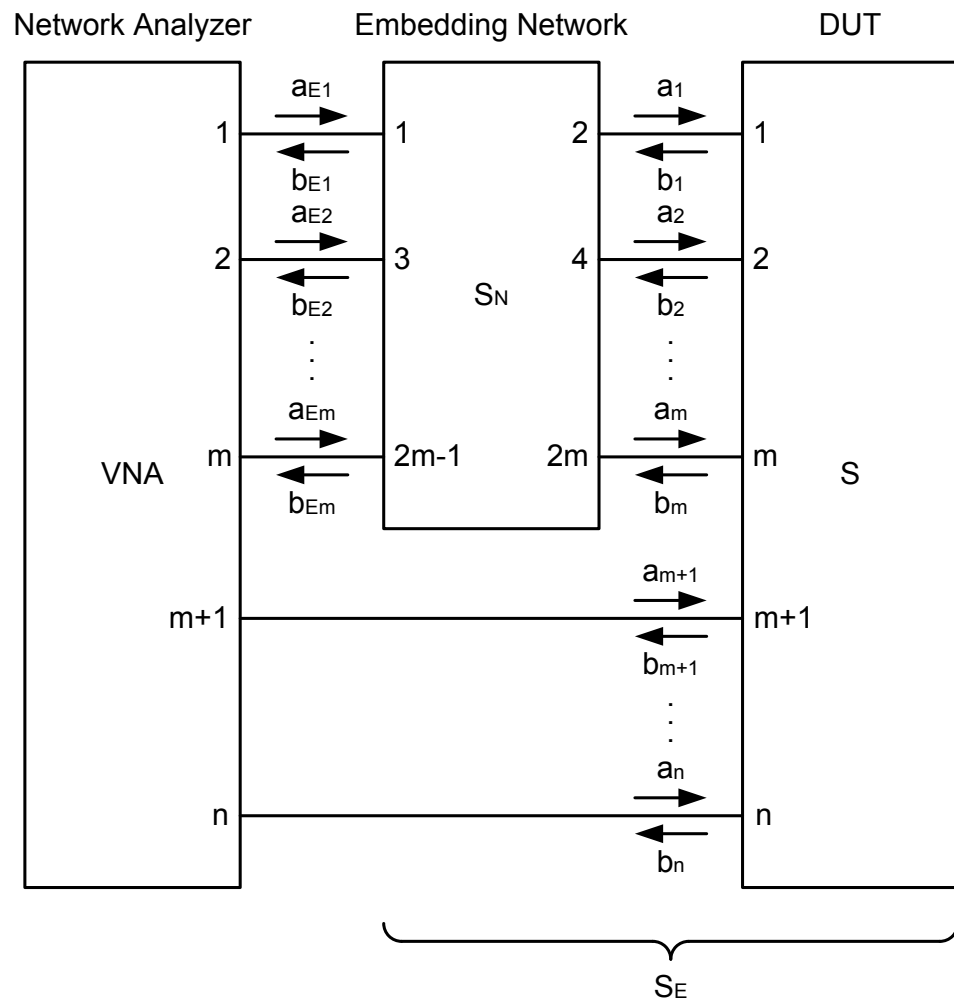 Network Analyzer Embedding Network DUT
aE1 a1
1 1 2 1
bE1 b1
aE2 a2
2 3 4 2
bE2 SN b2
aEm am
m 2m-1 2m m
VNA S
bEm bm
am+1
m+1 m+1
bm+1
an
n n
bn
SE